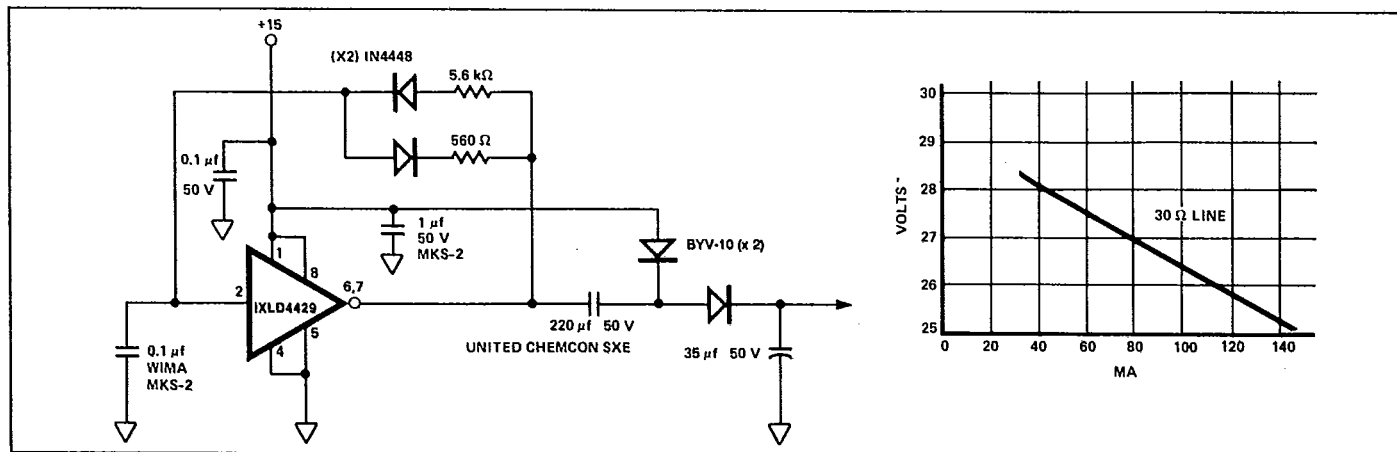 +15
(X2) IN4448
5.6 kΩ
560 Ω
0.1 µf
50 V
1 µf
50 V
MKS-2
BYV-10 (x 2)
1
8
2
IXLD4429
6,7
5
4
220 µf 50 V
UNITED CHEMCON SXE
35 µf 50 V
0.1 µf
WIMA
MKS-2
30
29
28
27
26
25
VOLTS
30 Ω LINE
0 20 40 60 80 100 120 140
MA